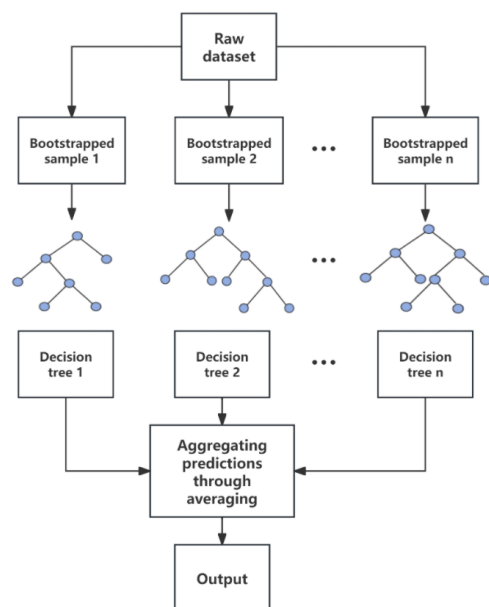 Raw
dataset
Bootstrapped
sample 1
Bootstrapped
sample 2
...
Bootstrapped
sample n
...
Decision
tree 1
Decision
tree 2
...
Decision
tree n
Aggregating
predictions
through
averaging
Output